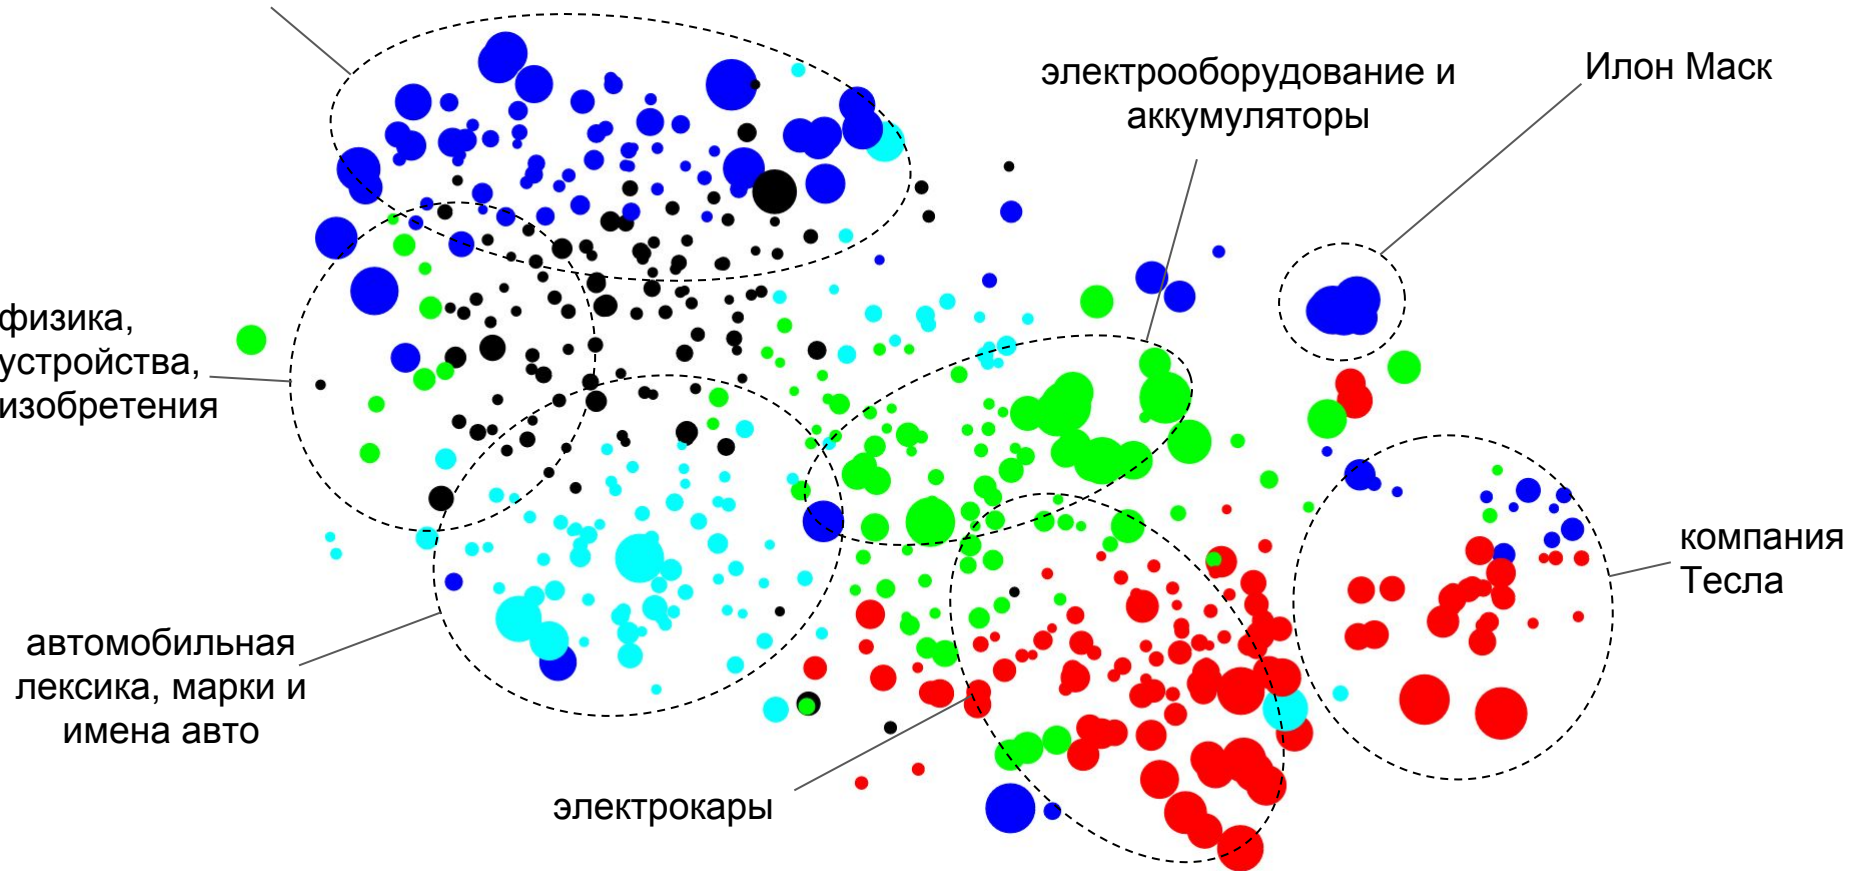 электрооборудование и
аккумуляторы
Илон Маск
физика,
устройства,
изобретения
компания
Тесла
автомобильная
лексика, марки и
имена авто
электрокары